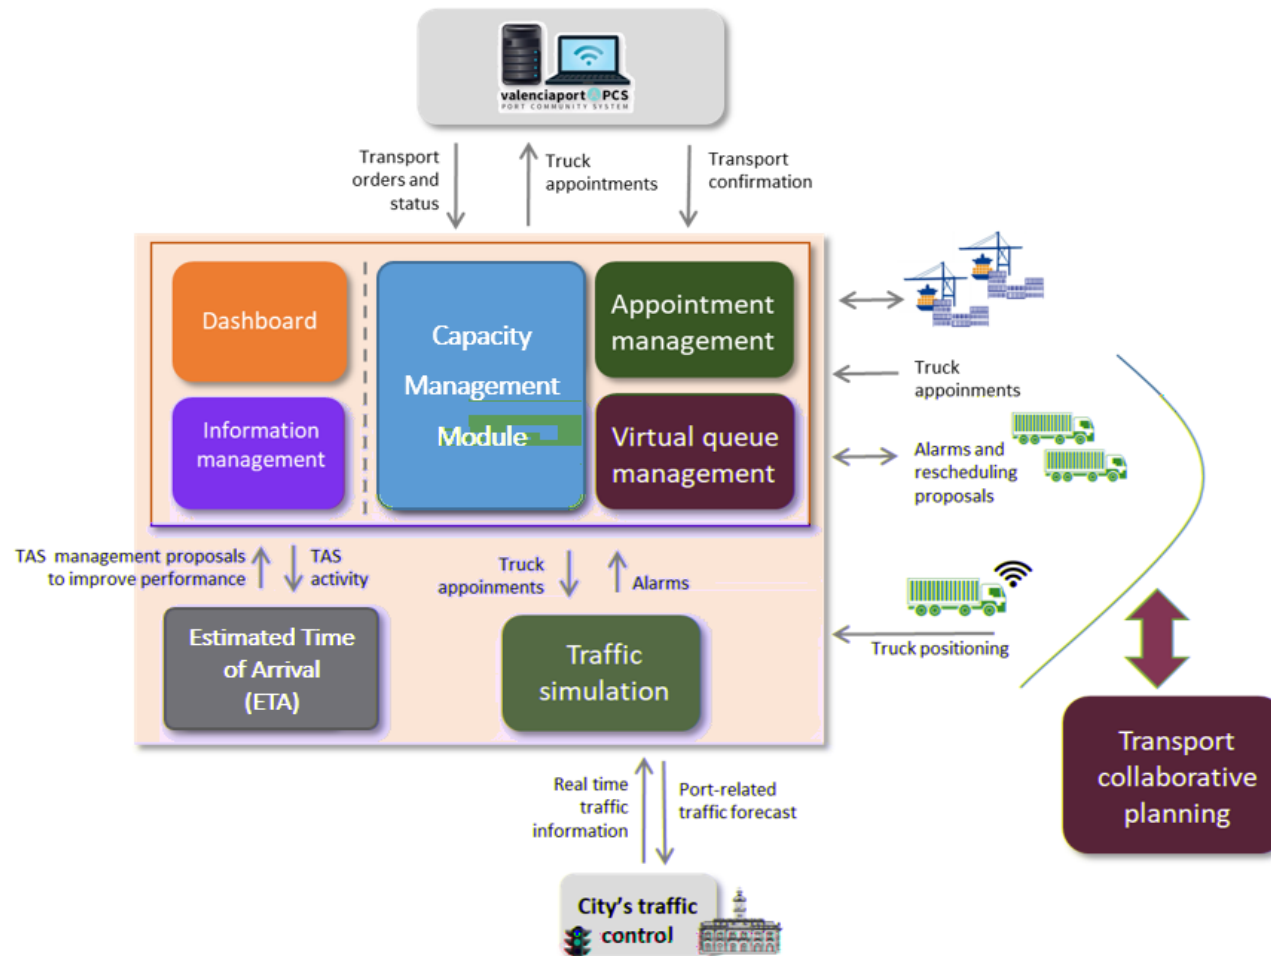 valenciaport PCS
PORT COMMUNITY SYSTEM
Transport
orders and
status
Truck
appointments
Transport
confirmation
Dashboard
Capacity
Management
Module
Appointment
management
Information
management
Virtual queue
management
Truck
appoinments
Alarms and
rescheduling
proposals
TAS management proposals
to improve performance
TAS
activity
Truck
appoinments
Alarms
Estimated Time
of Arrival
(ETA)
Traffic
simulation
Truck positioning
Transport
collaborative
planning
Real time
traffic
information
Port-related
traffic forecast
City's traffic
control